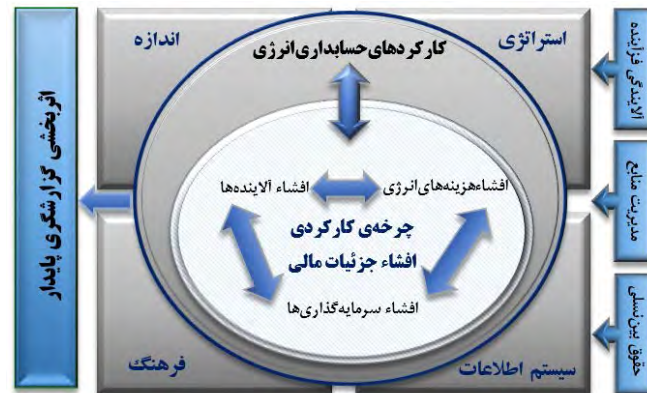 استراتژی
اندازه
کارکردهای حسابداری انرژی
آلایندگی فزآینده
مدیریت منابع
حقوق بین‌نسلی
افشاءهزینه‌های انرژی
افشاء آلاینده‌ها
چرخه‌ی کارکردی
افشاء جزئیات مالی
افشاء سرمایه‌گذاری‌ها
سیستم اطلاعات
فرهنگ
اثربخشی گزارشگری پایدار